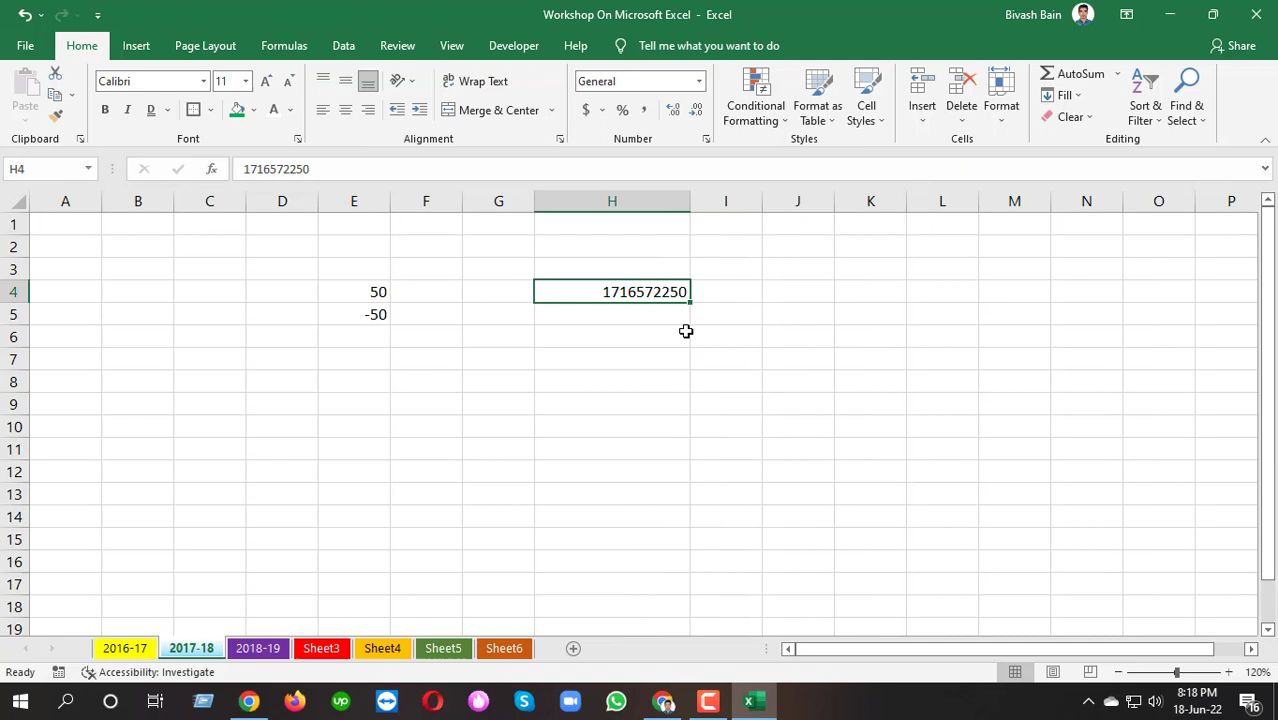 Workshop On Microsoft Excel - Excel
Bivash Bain
File Home Insert Page Layout Formulas Data Review View Developer Help Tell me what you want to do Share
Paste
Calibri 11
B I D A
Wrap Text
Merge & Center
General
$ % ,
Conditional Formatting
Format as Table
Cell Styles
Insert Delete Format
AutoSum
Fill
Clear
Sort & Filter
Find & Select
Clipboard Font Alignment Number Styles Cells Editing
H4 fx 1716572250
A B C D E F G H I J K L M N O P
1
2
3
4 50 1716572250
5 -50
6
7
8
9
10
11
12
13
14
15
16
17
18
19
2016-17 2017-18 2018-19 Sheet3 Sheet4 Sheet5 Sheet6
Ready Accessibility: Investigate 120%
8:18 PM
18-Jun-22
16